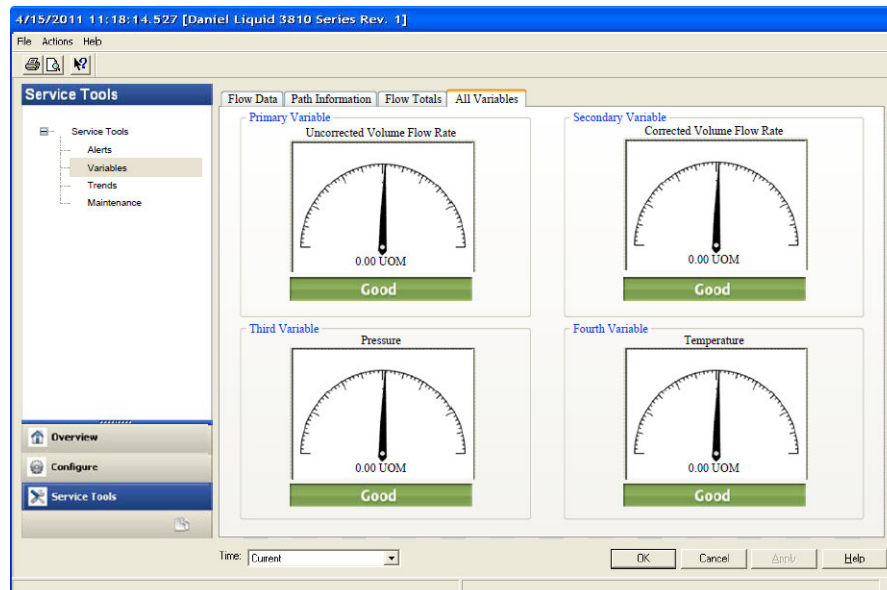 4/15/2011 11:18:14.527 [Daniel Liquid 3810 Series Rev. 1]
File Actions Help
Service Tools
Service Tools
Alerts
Variables
Trends
Maintenance
Overview
Configure
Service Tools
Flow Data Path Information Flow Totals All Variables
Primary Variable
Uncorrected Volume Flow Rate
0.00 UOM
Good
Secondary Variable
Corrected Volume Flow Rate
0.00 UOM
Good
Third Variable
Pressure
0.00 UOM
Good
Fourth Variable
Temperature
0.00 UOM
Good
Time: Current
OK Cancel Apply Help